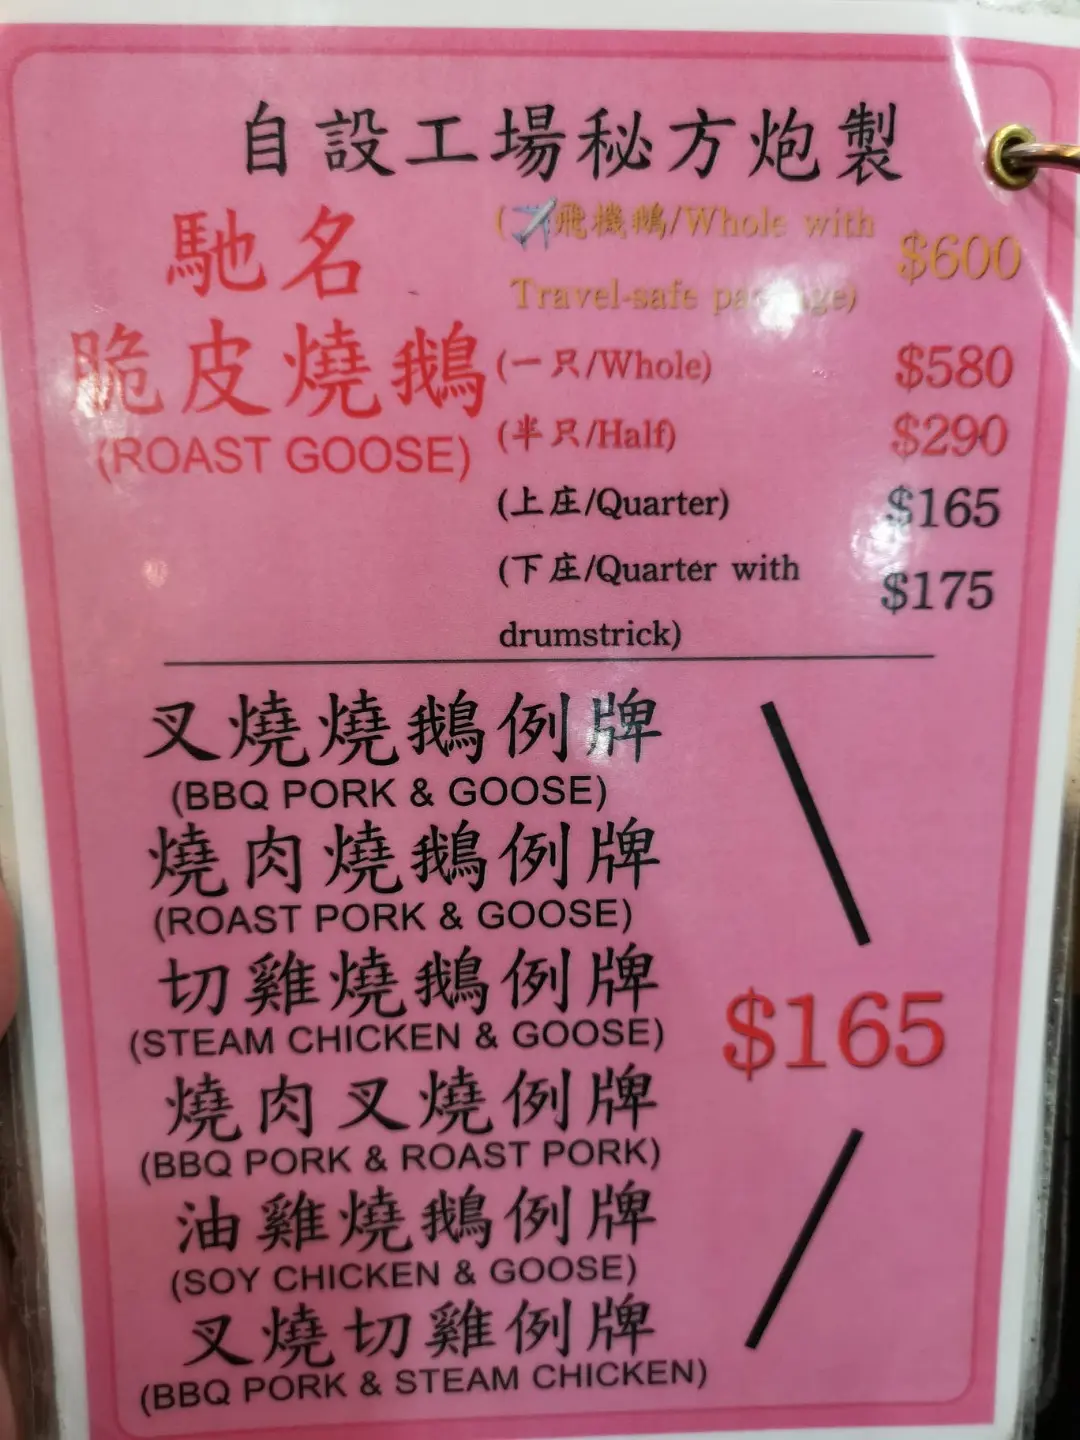 自設工場秘方炮製
馳名
脆皮燒鵝
(ROAST GOOSE)
(飛機鵝/Whole with
Travel-safe package) $600
(一只/Whole) $580
(半只/Half) $290
(上庄/Quarter) $165
(下庄/Quarter with
drumstrick) $175
叉燒燒鵝例牌
(BBQ PORK & GOOSE)
燒肉燒鵝例牌
(ROAST PORK & GOOSE)
切雞燒鵝例牌
(STEAM CHICKEN & GOOSE)
$165
燒肉叉燒例牌
(BBQ PORK & ROAST PORK)
油雞燒鵝例牌
(SOY CHICKEN & GOOSE)
叉燒切雞例牌
(BBQ PORK & STEAM CHICKEN)